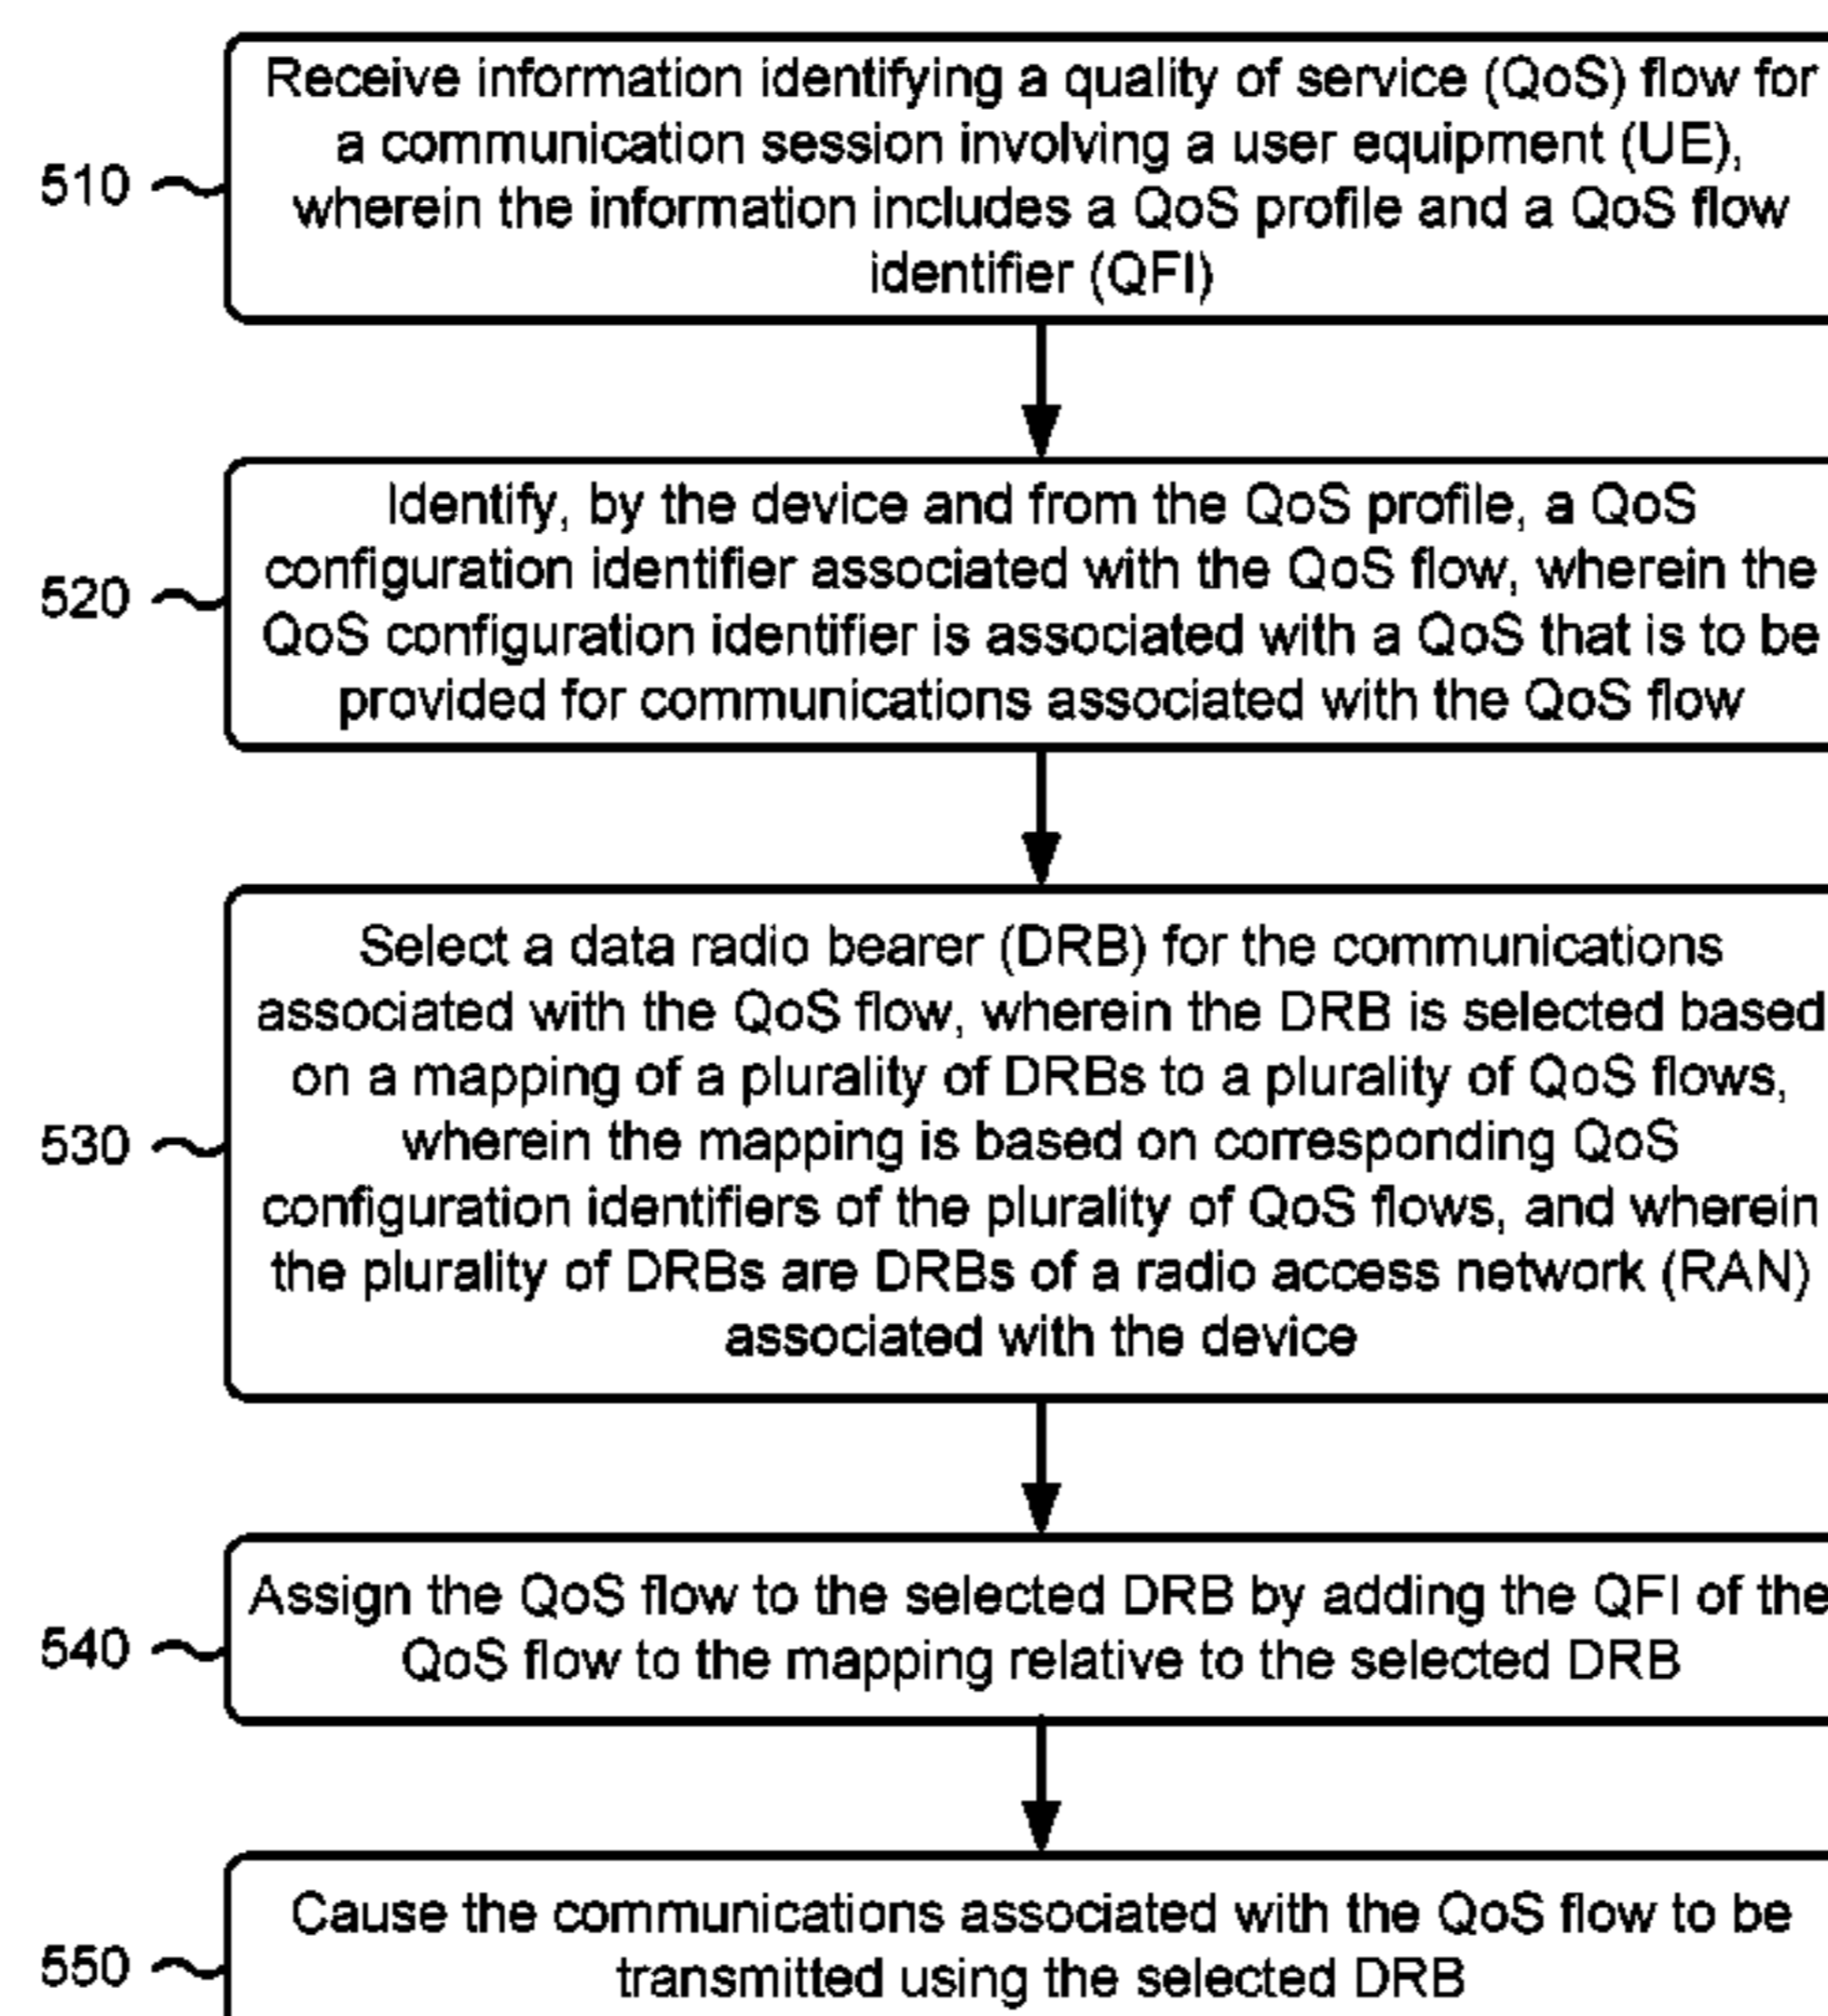 Receive information identifying a quality of service (QoS) flow for
a communication session involving a user equipment (UE),
510
wherein the information includes a QoS profile and a QoS flow
identifier (QFI)
Identify, by the device and from the QoS profile, a QoS
configuration identifier associated with the QoS flow, wherein the
520
QoS configuration identifier is associated with a QoS that is to be
provided for communications associated with the QoS flow
Select a data radio bearer (DRB) for the communications
associated with the QoS flow, wherein the DRB is selected based
on a mapping of a plurality of DRBs to a plurality of QoS flows,
530
wherein the mapping is based on corresponding QoS
configuration identifiers of the plurality of QoS flows, and wherein
the plurality of DRBs are DRBs of a radio access network (RAN)
associated with the device
Assign the QoS flow to the selected DRB by adding the QFI of the
540
QoS flow to the mapping relative to the selected DRB
Cause the communications associated with the QoS flow to be
550
transmitted using the selected DRB